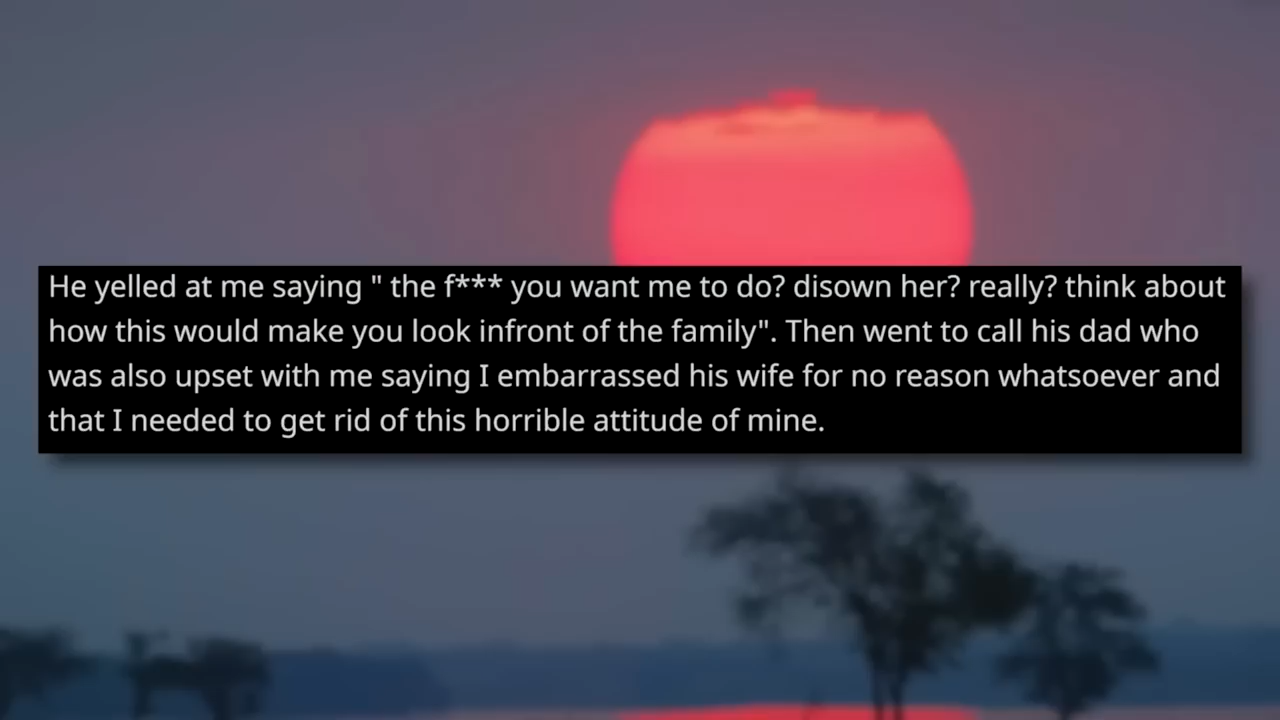 He yelled at me saying " the f*** you want me to do? disown her? really? think about
how this would make you look infront of the family". Then went to call his dad who
was also upset with me saying I embarrassed his wife for no reason whatsoever and
that I needed to get rid of this horrible attitude of mine.